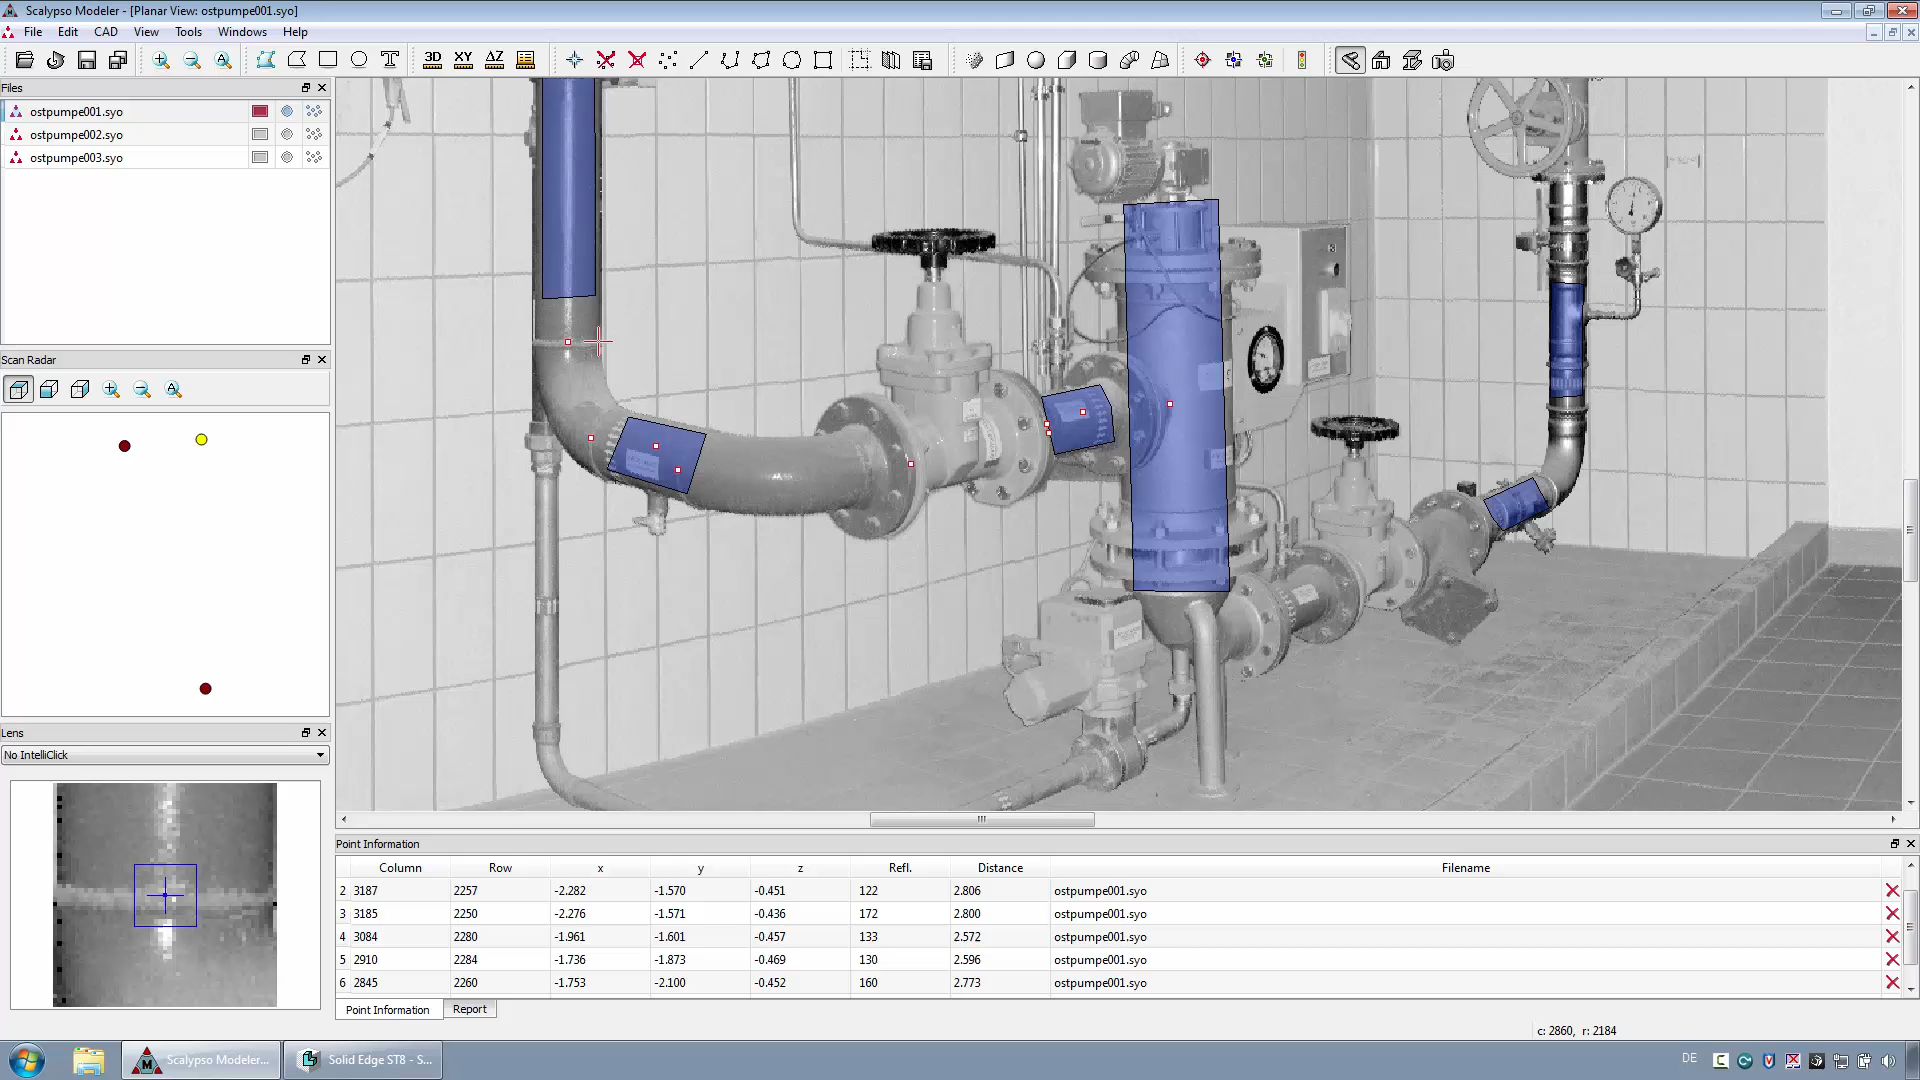 Scalypso Modeler - [Planar View: ostpumpe001.syo]
File Edit CAD View Tools Windows Help
3D XY ΔZ
Files
ostpumpe001.syo
ostpumpe002.syo
ostpumpe003.syo
Scan Radar
Lens
No IntelliClick
Point Information
Column Row x y z Refl. Distance Filename
2 3187 2257 -2.282 -1.570 -0.451 122 2.806 ostpumpe001.syo
3 3185 2250 -2.276 -1.571 -0.436 172 2.800 ostpumpe001.syo
4 3084 2280 -1.961 -1.601 -0.457 133 2.572 ostpumpe001.syo
5 2910 2284 -1.736 -1.873 -0.469 130 2.596 ostpumpe001.syo
6 2845 2260 -1.753 -2.100 -0.452 160 2.773 ostpumpe001.syo
Point Information Report
c: 2860, r: 2184
Scalypso Modeler... Solid Edge ST8 - S... DE